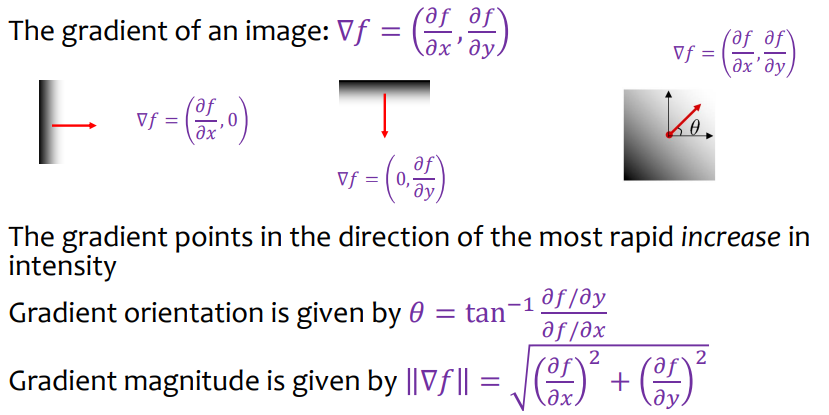 The gradient of an image: ∇f = (∂f/∂x, ∂f/∂y)
∇f = (∂f/∂x, ∂f/∂y)
∇f = (∂f/∂x, 0)
θ
∇f = (0, ∂f/∂y)
The gradient points in the direction of the most rapid increase in
intensity
Gradient orientation is given by θ = tan⁻¹ (∂f/∂y)/(∂f/∂x)
Gradient magnitude is given by ‖∇f‖ = √((∂f/∂x)² + (∂f/∂y)²)